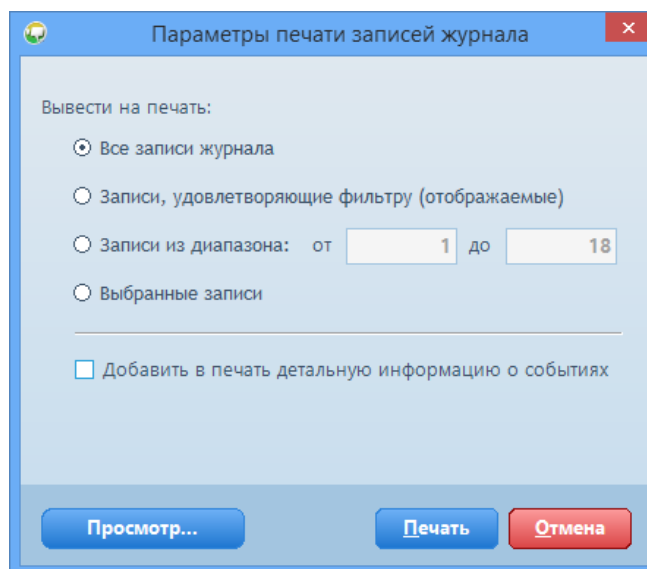 Параметры печати записей журнала
Вывести на печать:
Все записи журнала
Записи, удовлетворяющие фильтру (отображаемые)
Записи из диапазона: от 1 до 18
Выбранные записи
Добавить в печать детальную информацию о событиях
Просмотр... Печать Отмена